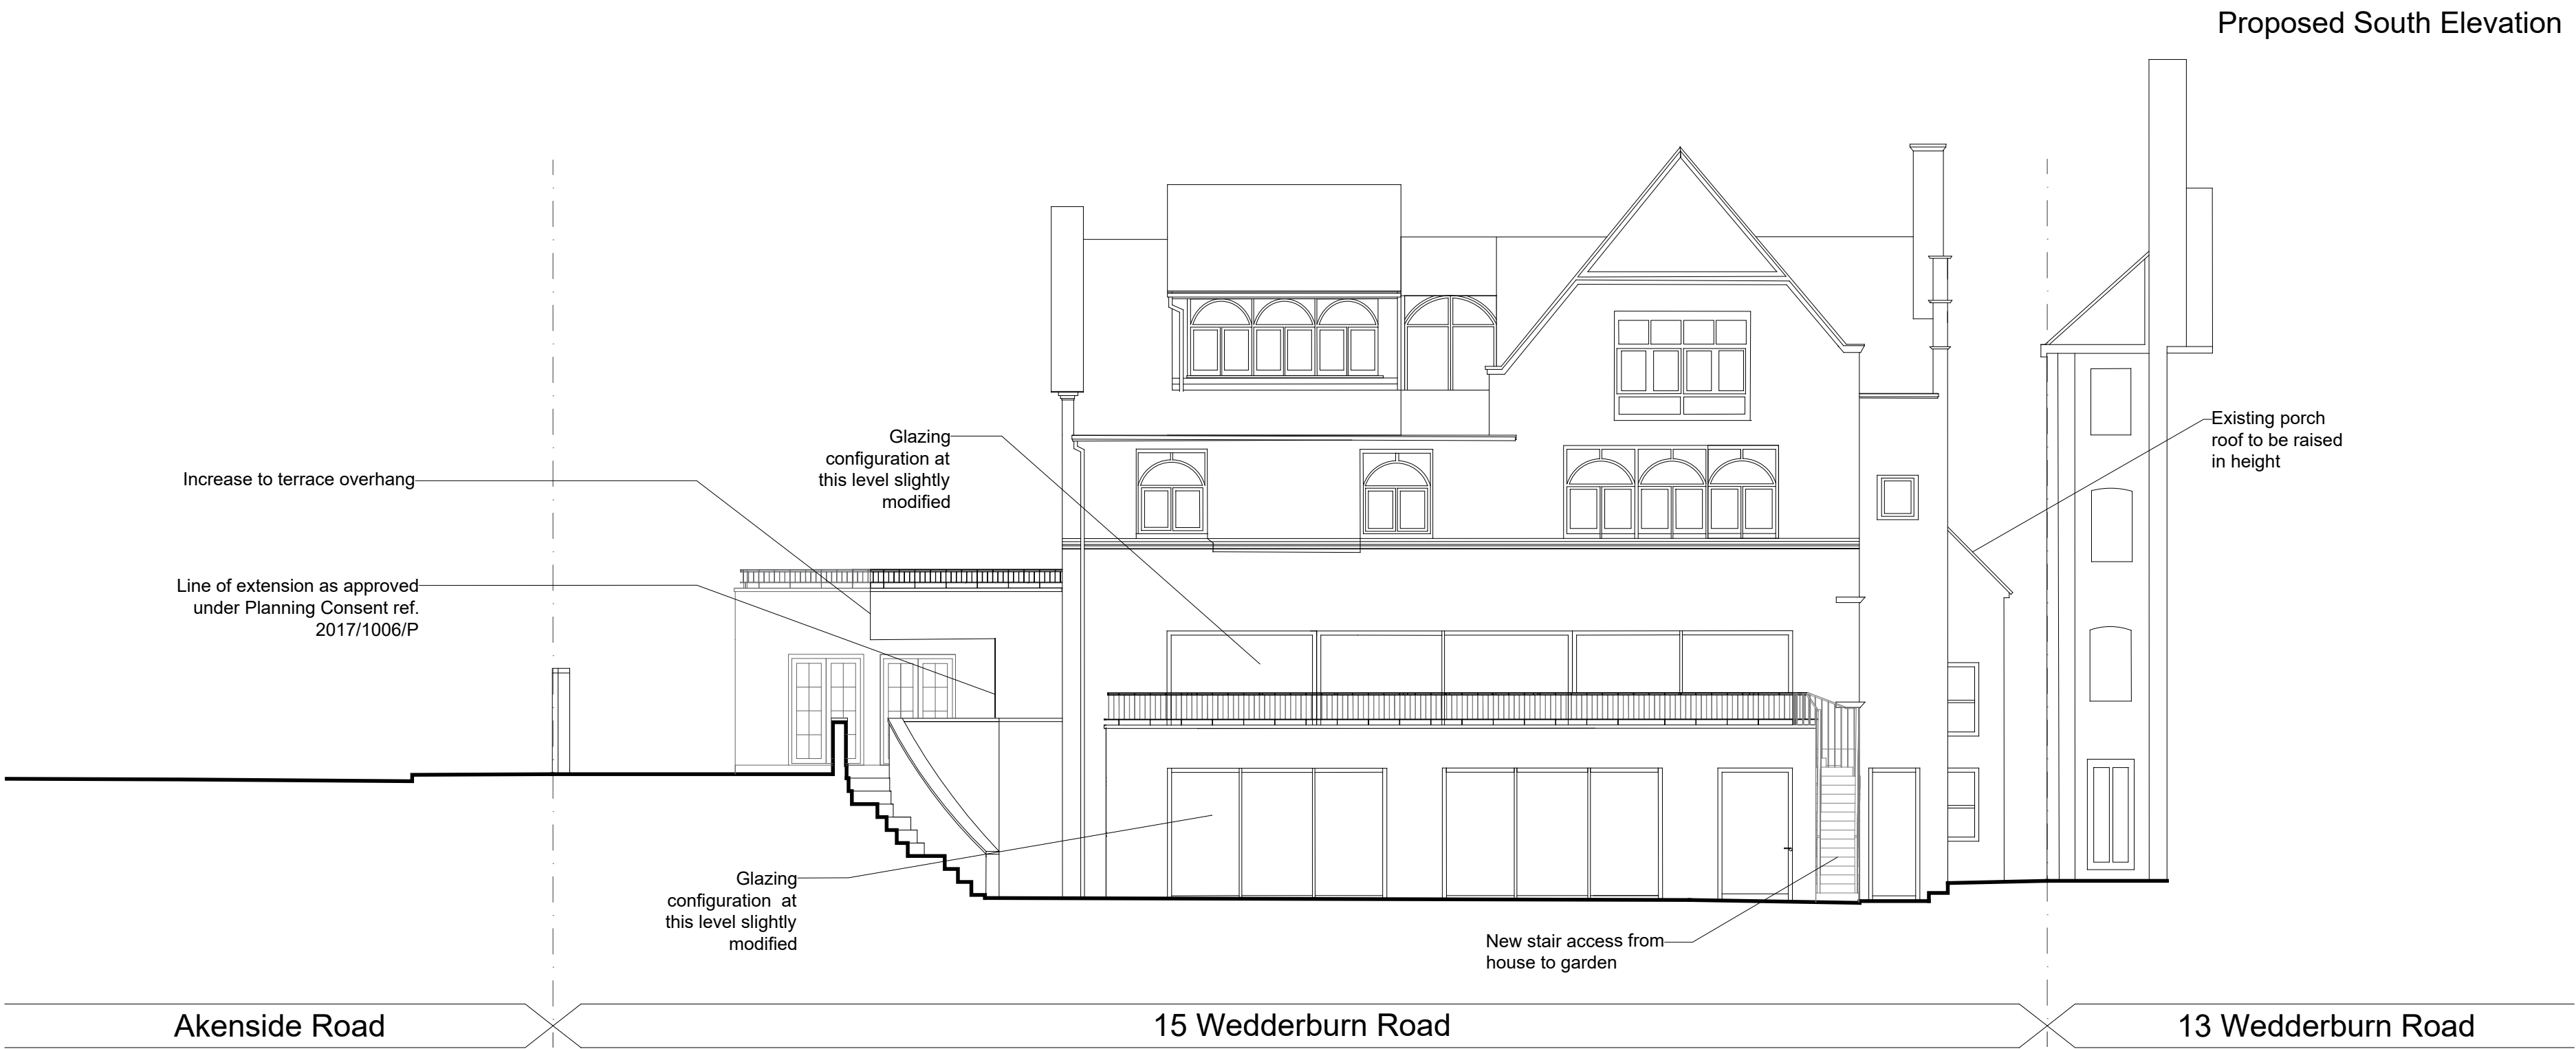 Proposed South Elevation
Existing porch
roof to be raised
in height
Glazing
configuration at
this level slightly
modified
Increase to terrace overhang
Line of extension as approved
under Planning Consent ref.
2017/1006/P
Glazing
configuration at
this level slightly
modified
New stair access from
house to garden
Akenside Road
15 Wedderburn Road
13 Wedderburn Road